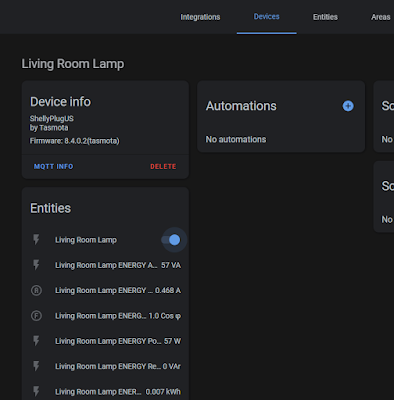 Integrations Devices Entities Areas
Living Room Lamp
Device info
ShellyPlugUS
by Tasmota
Firmware: 8.4.0.2(tasmota)
MQTT INFO DELETE
Automations
No automations
Sc
No
Sc
No
Entities
Living Room Lamp
Living Room Lamp ENERGY A... 57 VA
Living Room Lamp ENERGY ... 0.468 A
Living Room Lamp ENERG... 1.0 Cos φ
Living Room Lamp ENERGY Po... 57 W
Living Room Lamp ENERGY Re... 0 VAr
Living Room Lamp ENER... 0.007 kWh